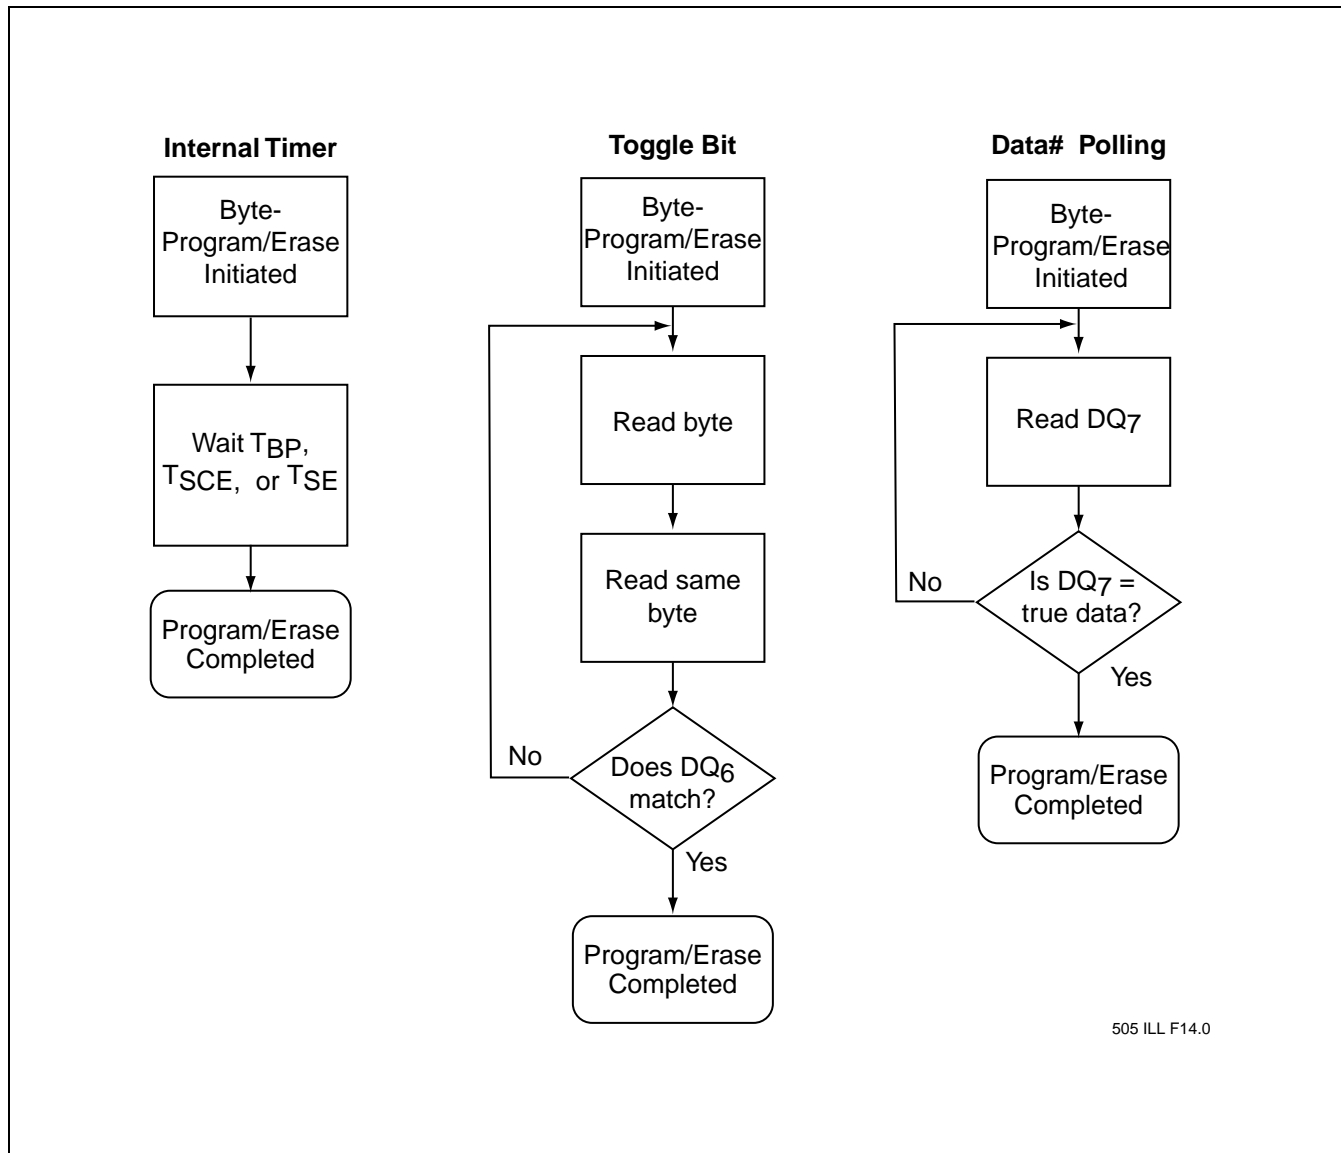 Internal Timer
Byte-
Program/Erase
Initiated
Wait TBP,
TSCE, or TSE
Program/Erase
Completed
Toggle Bit
Byte-
Program/Erase
Initiated
Read byte
Read same
byte
No
Does DQ6
match?
Yes
Program/Erase
Completed
Data# Polling
Byte-
Program/Erase
Initiated
Read DQ7
No
Is DQ7 =
true data?
Yes
Program/Erase
Completed
505 ILL F14.0